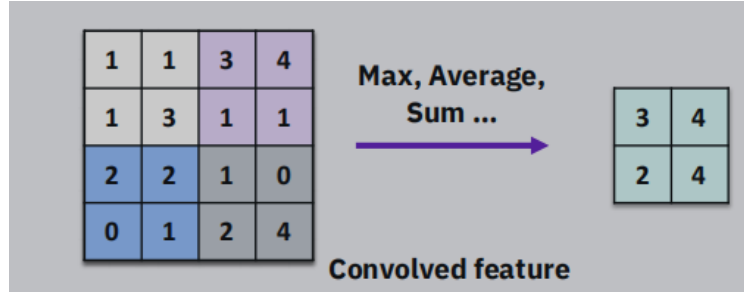 1 1 3 4
1 3 1 1
2 2 1 0
0 1 2 4
Max, Average,
Sum ...
3 4
2 4
Convolved feature